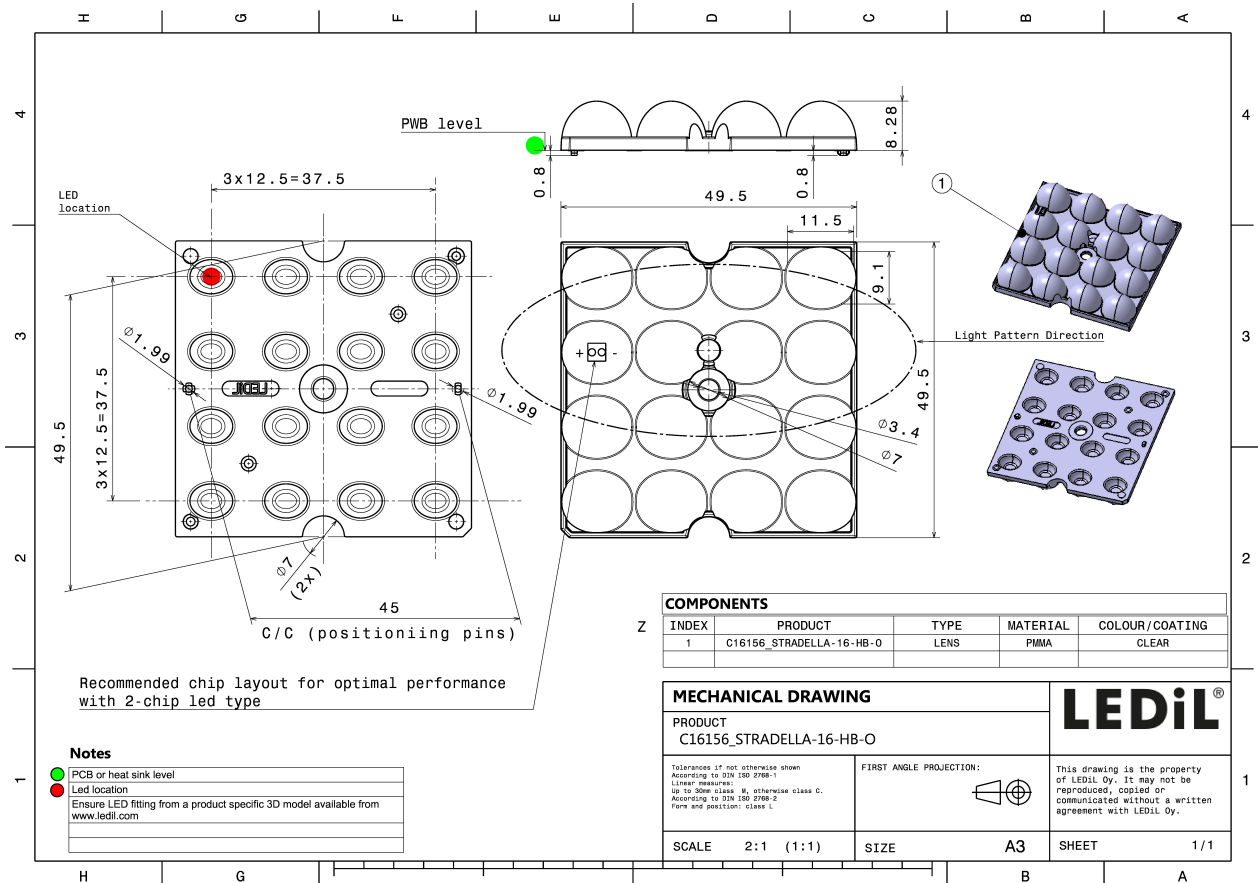 H G F E D C B A
4
4
PWB level
8.28
0.8
0.8
3x12.5=37.5
49.5
1
LED
location
11.5
9.1
3
3
Light Pattern Direction
Ø1.99
+ -
LEDiL
Ø1.99
3x12.5=37.5
49.5
49.5
Ø3.4
Ø7
2
2
Ø7
(2x)
45
C/C (positioniing pins)
Z
COMPONENTS
INDEX PRODUCT TYPE MATERIAL COLOUR/COATING
1 C16156_STRADELLA-16-HB-O LENS PMMA CLEAR
Recommended chip layout for optimal performance
with 2-chip led type
MECHANICAL DRAWING
LEDiL®
PRODUCT
C16156_STRADELLA-16-HB-O
Notes
PCB or heat sink level
Led location
Ensure LED fitting from a product specific 3D model available from
www.ledil.com
1
1
Tolerances if not otherwise shown
According to DIN ISO 2768-1
Linear measures:
Up to 30mm class M, otherwise class C.
According to DIN ISO 2768-2
Form and position: class L
FIRST ANGLE PROJECTION:
This drawing is the property
of LEDiL Oy. It may not be
reproduced, copied or
communicated without a written
agreement with LEDiL Oy.
SCALE 2:1 (1:1) SIZE A3 SHEET 1/1
H G B A